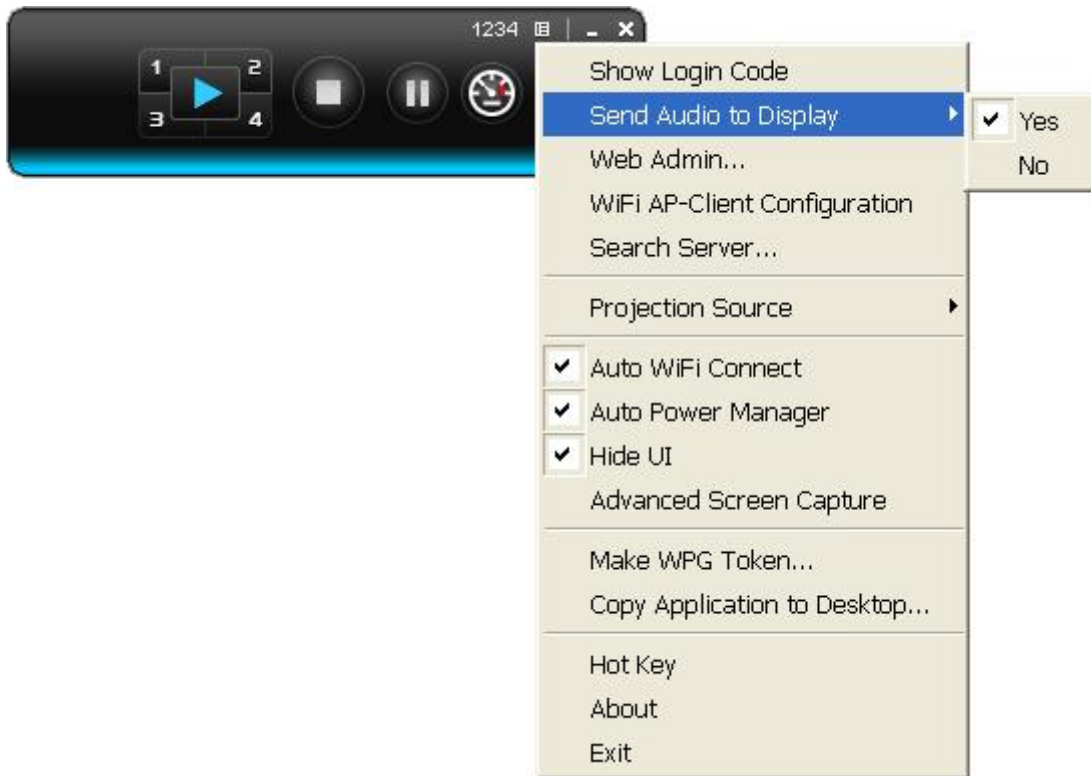 1234
1 2
3 4
Show Login Code
Send Audio to Display
Yes
Web Admin...
No
WiFi AP-Client Configuration
Search Server...
Projection Source
Auto WiFi Connect
Auto Power Manager
Hide UI
Advanced Screen Capture
Make WPG Token...
Copy Application to Desktop...
Hot Key
About
Exit